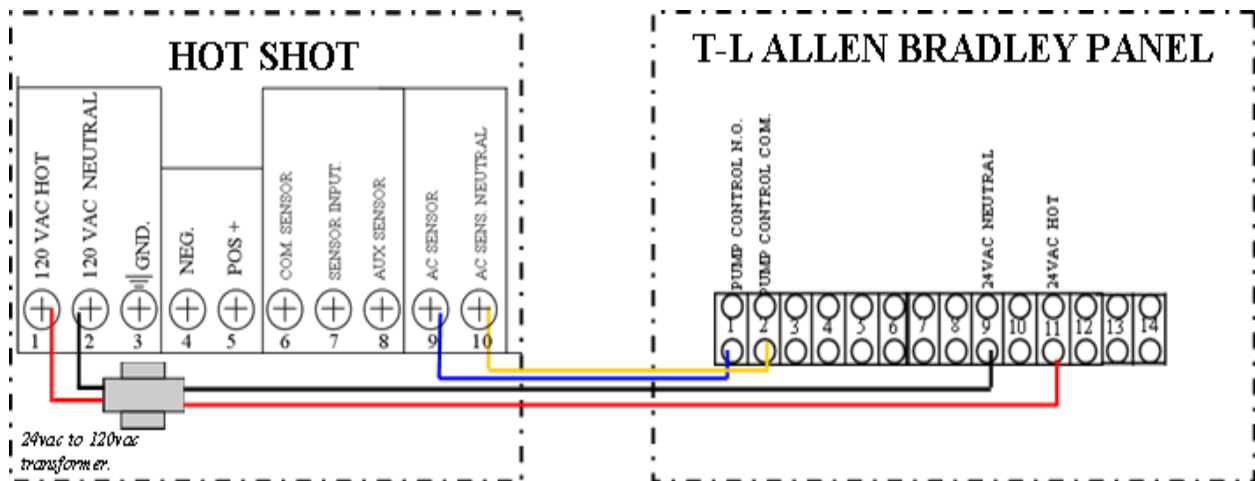 HOT SHOT
T-L ALLEN BRADLEY PANEL
120 VAC HOT
120 VAC NEUTRAL
GND.
NEG.
POS +
COM. SENSOR
SENSOR INPUT.
AUX SENSOR
AC SENSOR
AC SENS. NEUTRAL
1 2 3 4 5 6 7 8 9 10
PUMP CONTROL N.O.
PUMP CONTROL COM.
24VAC NEUTRAL
24VAC HOT
1 2 3 4 5 6 7 8 9 10 11 12 13 14
24vac to 120vac
transformer.